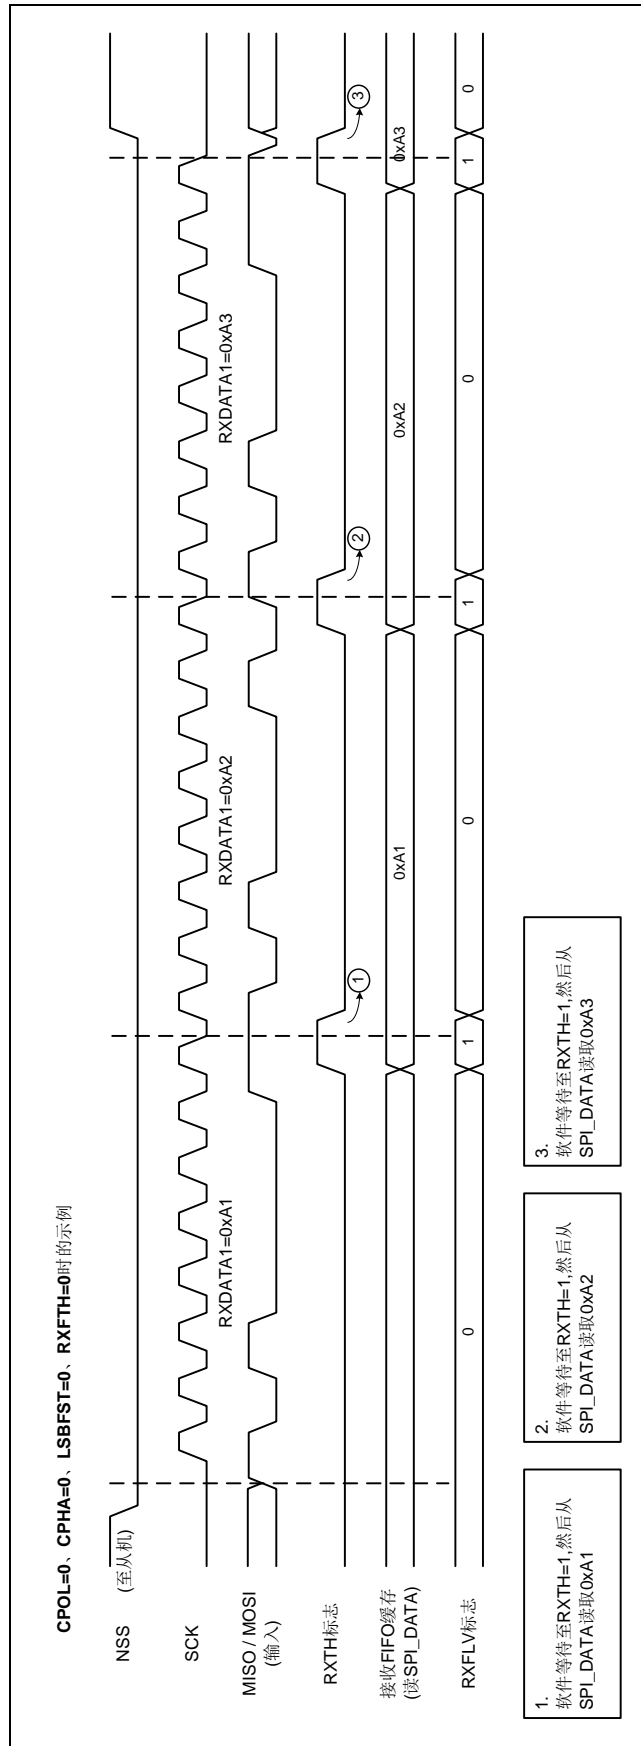 CPOL=0、CPHA=0、LSBFST=0、RXFTH=0时的示例
NSS
(至从机)
SCK
RXDATA1=0xA1
RXDATA1=0xA2
RXDATA1=0xA3
MISO / MOSI
(输入)
RXTH标志
1
2
3
接收FIFO缓存
(读SPI_DATA)
0xA1
0xA2
0xA3
RXFLV标志
0
1
0
1
0
1
0
1.
软件等待至RXTH=1,然后从
SPI_DATA读取0xA1
2.
软件等待至RXTH=1,然后从
SPI_DATA读取0xA2
3.
软件等待至RXTH=1,然后从
SPI_DATA读取0xA3